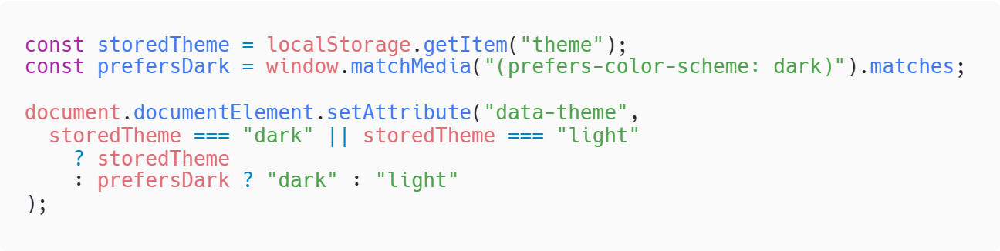 const storedTheme = localStorage.getItem("theme");
const prefersDark = window.matchMedia("(prefers-color-scheme: dark)").matches;

document.documentElement.setAttribute("data-theme",
  storedTheme === "dark" || storedTheme === "light"
    ? storedTheme
    : prefersDark ? "dark" : "light"
);